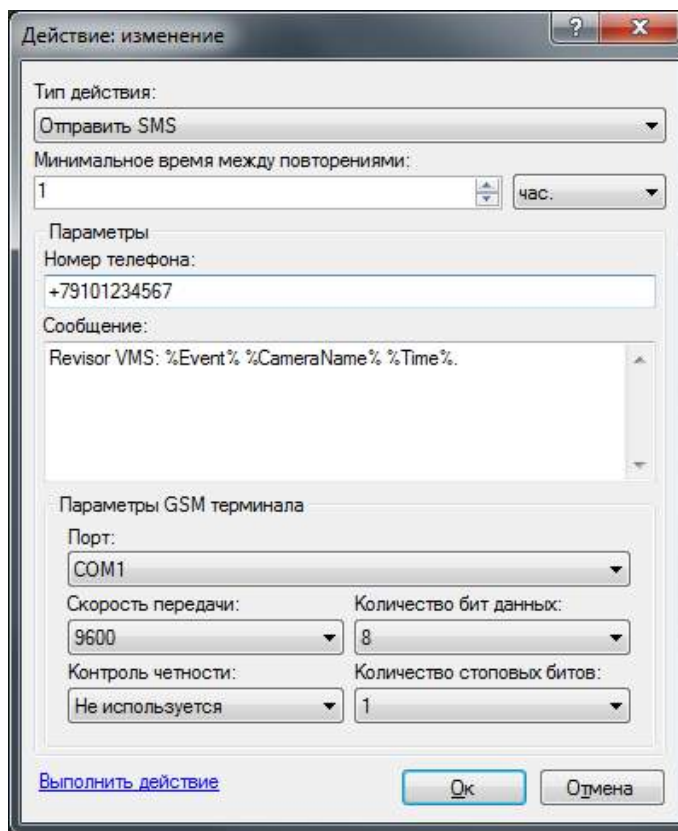 Действие: изменение
Тип действия:
Отправить SMS
Минимальное время между повторениями:
1 час.
Параметры
Номер телефона:
+79101234567
Сообщение:
Revisor VMS: %Event% %CameraName% %Time%.
Параметры GSM терминала
Порт:
COM1
Скорость передачи: Количество бит данных:
9600 8
Контроль четности: Количество стоповых битов:
Не используется 1
Выполнить действие Ок Отмена